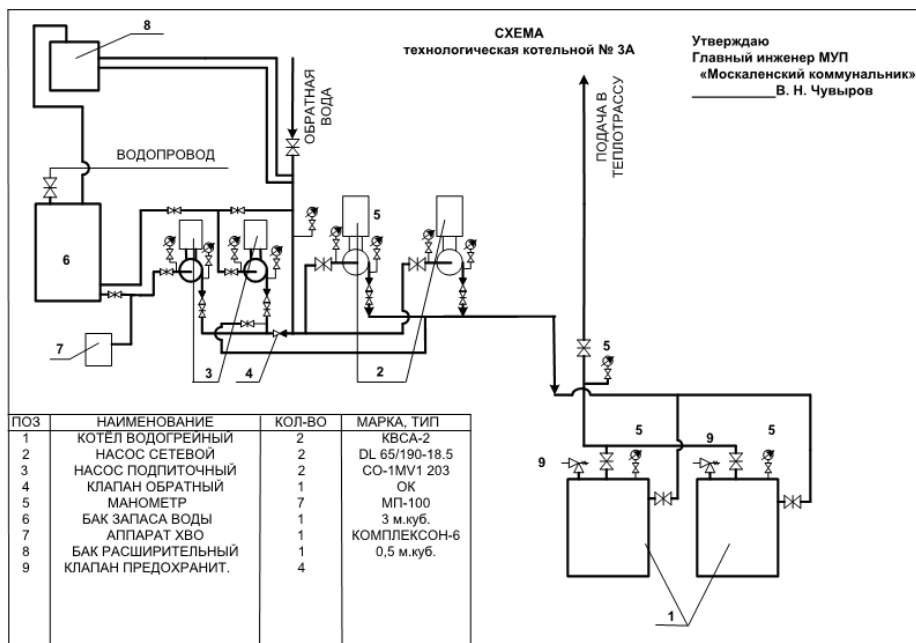 СХЕМА
технологическая котельной № 3А
Утверждаю
Главный инженер МУП
«Москаленский коммунальник»
В. Н. Чувыров
8
ОБРАТНАЯ
ВОДА
ПОДАЧА В
ТЕПЛОТРАССУ
ВОДОПРОВОД
5
6
7
3
4
2
5
5
5
9
9
1
ПОЗ НАИМЕНОВАНИЕ КОЛ-ВО МАРКА, ТИП
1 КОТЁЛ ВОДОГРЕЙНЫЙ 2 КВСА-2
2 НАСОС СЕТЕВОЙ 2 DL 65/190-18.5
3 НАСОС ПОДПИТОЧНЫЙ 2 СО-1MV1 203
4 КЛАПАН ОБРАТНЫЙ 1 ОК
5 МАНОМЕТР 7 МП-100
6 БАК ЗАПАСА ВОДЫ 1 3 м.куб.
7 АППАРАТ ХВО 1 КОМПЛЕКСОН-6
8 БАК РАСШИРИТЕЛЬНЫЙ 1 0,5 м.куб.
9 КЛАПАН ПРЕДОХРАНИТ. 4